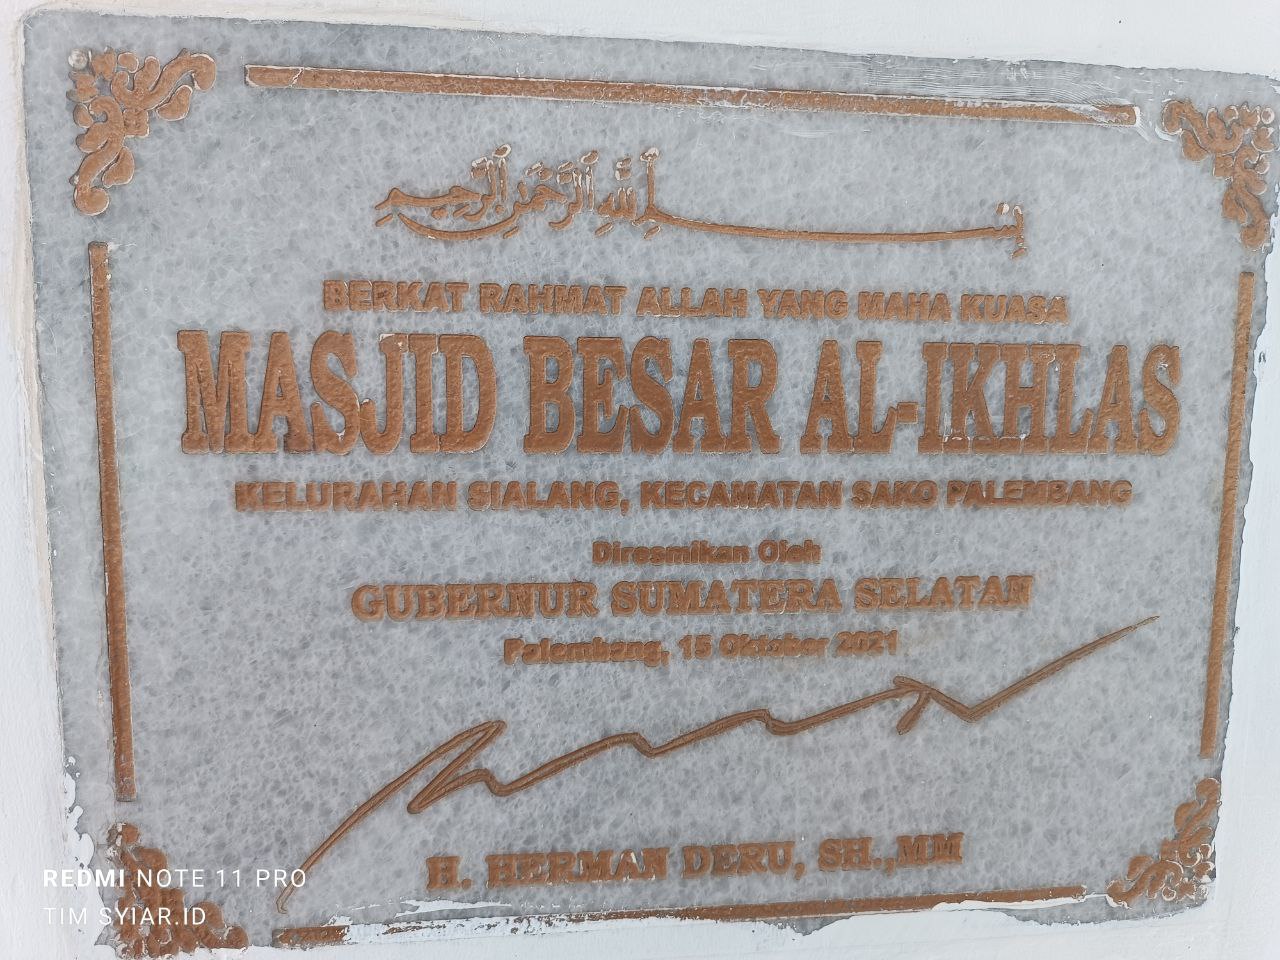 بسم الله الرحمن الرحيم
BERKAT RAHMAT ALLAH YANG MAHA KUASA
MASJID BESAR AL-IKHLAS
KELURAHAN SIALANG, KECAMATAN SAKO PALEMBANG
Diresmikan Oleh
GUBERNUR SUMATERA SELATAN
Palembang, 15 Oktober 2021
H. HERMAN DERU, SH.,MM
REDMI NOTE 11 PRO
TIM SYIAR.ID